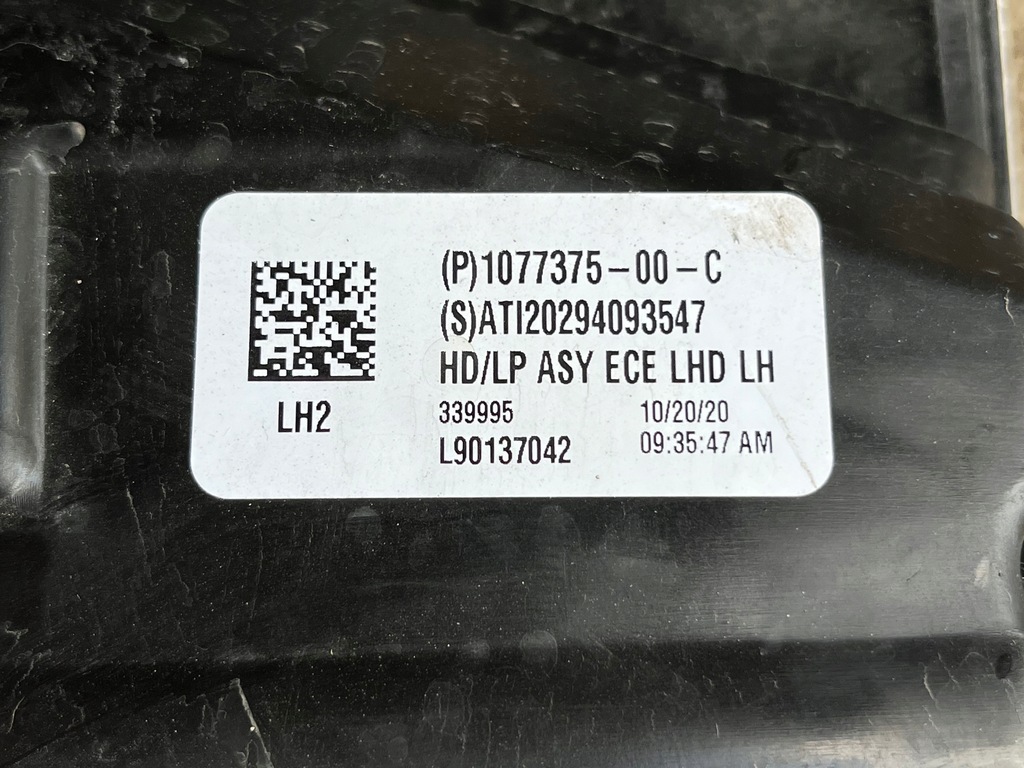 (P)1077375-00-C
(S)ATI20294093547
HD/LP ASY ECE LHD LH
LH2
339995 10/20/20
L90137042 09:35:47 AM